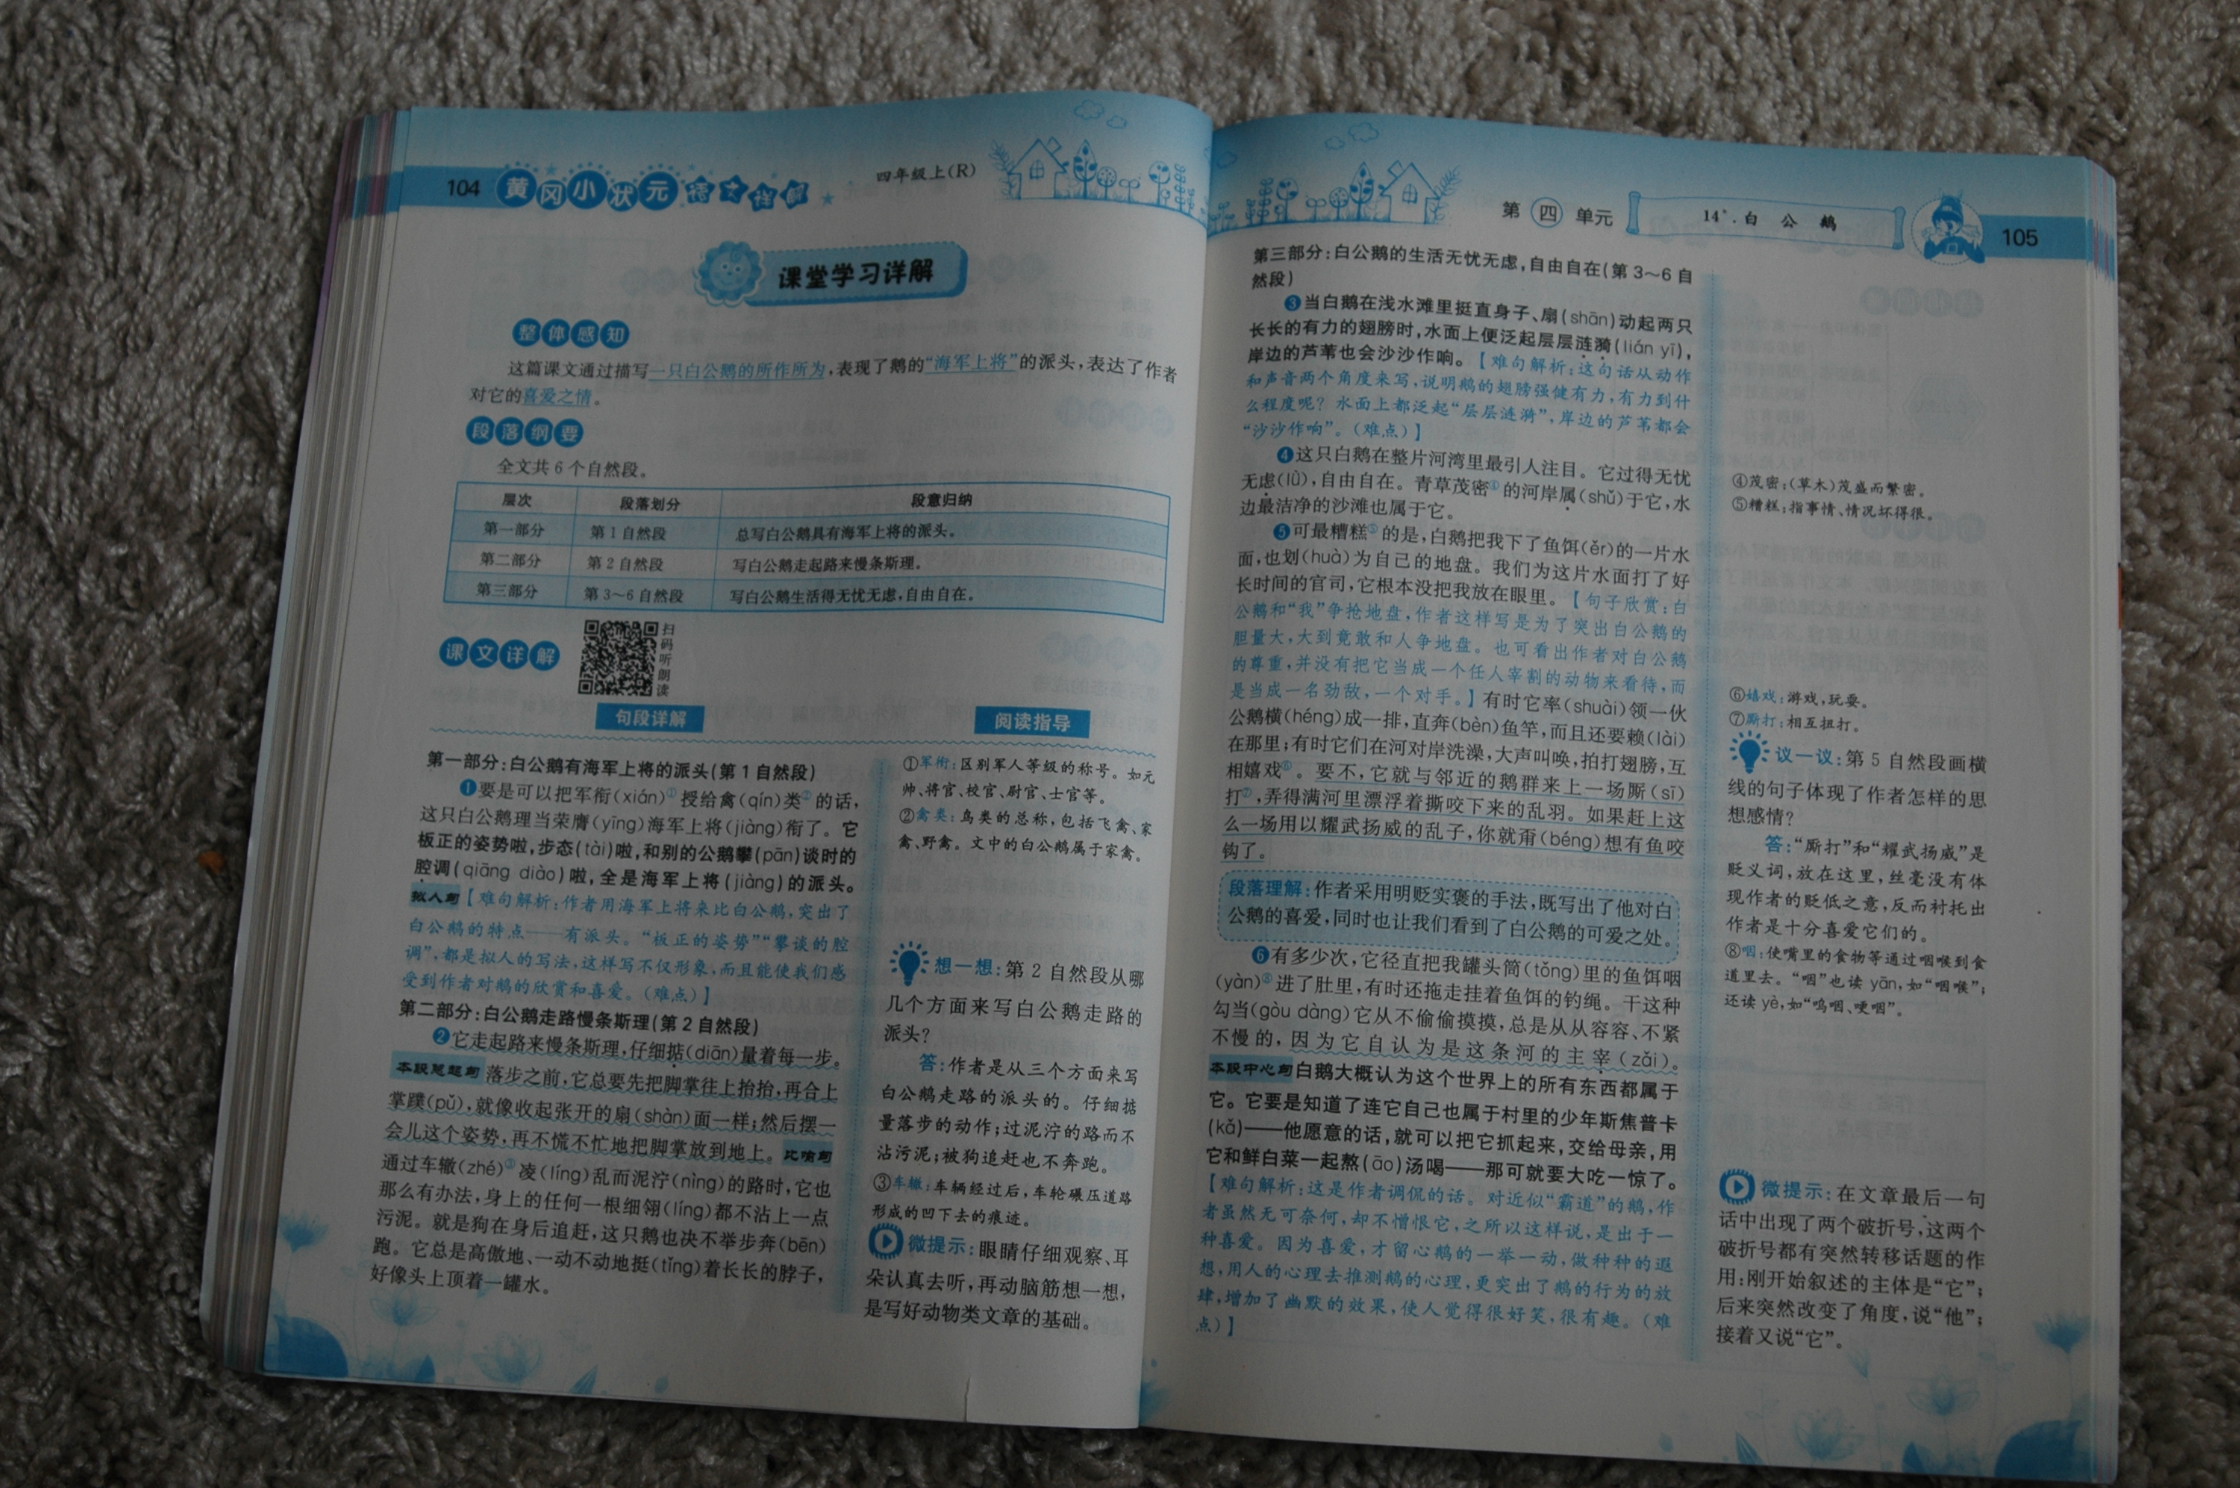 104 黄冈小状元 四年级上(R)
课堂学习详解
整体感知
这篇课文通过描写一只白公鹅的所作所为,表现了鹅的“海军上将”的派头,表达了作者
对它的喜爱之情。
段落纲要
全文共6个自然段。
层次 段落划分 段意归纳
第一部分 第1自然段 总写白公鹅具有海军上将的派头。
第二部分 第2自然段 写白公鹅走起路来慢条斯理。
第三部分 第3~6自然段 写白公鹅生活得无忧无虑,自由自在。
课文详解
扫码听朗读
句段详解
第一部分:白公鹅有海军上将的派头(第1自然段)
❶要是可以把军衔(xián)①授给禽(qín)类②的话,
这只白公鹅理当荣膺(yīng)海军上将(jiàng)衔了。它
板正的姿势啦,步态(tài)啦,和别的公鹅攀(pān)谈时的
腔调(qiāng diào)啦,全是海军上将(jiàng)的派头。
拟人句【难句解析:作者用海军上将来比白公鹅,突出了
白公鹅的特点——有派头。“板正的姿势”“攀谈的腔
调”,都是拟人的写法,这样写不仅形象,而且能使我们感
受到作者对鹅的欣赏和喜爱。(难点)】
第二部分:白公鹅走路慢条斯理(第2自然段)
❷它走起路来慢条斯理,仔细掂(diān)量着每一步。
本段总起句 落步之前,它总要先把脚掌往上抬抬,再合上
掌蹼(pǔ),就像收起张开的扇(shàn)面一样;然后摆一
会儿这个姿势,再不慌不忙地把脚掌放到地上。比喻句
通过车辙(zhé)③凌(líng)乱而泥泞(nìng)的路时,它也
那么有办法,身上的任何一根细翎(líng)都不沾上一点
污泥。就是狗在身后追赶,这只鹅也决不举步奔(bēn)
跑。它总是高傲地、一动不动地挺(tǐng)着长长的脖子,
好像头上顶着一罐水。
阅读指导
①军衔:区别军人等级的称号。如元
帅、将官、校官、尉官、士官等。
②禽类:鸟类的总称,包括飞禽、家
禽、野禽。文中的白公鹅属于家禽。
想一想:第2自然段从哪
几个方面来写白公鹅走路的
派头?
答:作者是从三个方面来写
白公鹅走路的派头的。仔细掂
量落步的动作;过泥泞的路而不
沾污泥;被狗追赶也不奔跑。
③车辙:车辆经过后,车轮碾压道路
形成的凹下去的痕迹。
微提示:眼睛仔细观察、耳
朵认真去听,再动脑筋想一想,
是写好动物类文章的基础。
第四单元 14*.白公鹅 105
第三部分:白公鹅的生活无忧无虑,自由自在(第3~6自
然段)
❸当白鹅在浅水滩里挺直身子、扇(shān)动起两只
长长的有力的翅膀时,水面上便泛起层层涟漪(lián yī),
岸边的芦苇也会沙沙作响。【难句解析:这句话从动作
和声音两个角度来写,说明鹅的翅膀强健有力,有力到什
么程度呢?水面上都泛起“层层涟漪”,岸边的芦苇都会
“沙沙作响”。(难点)】
❹这只白鹅在整片河湾里最引人注目。它过得无忧
无虑(lǜ),自由自在。青草茂密④的河岸属(shǔ)于它,水
边最洁净的沙滩也属于它。
❺可最糟糕⑤的是,白鹅把我下了鱼饵(ěr)的一片水
面,也划(huà)为自己的地盘。我们为这片水面打了好
长时间的官司,它根本没把我放在眼里。【句子欣赏:白
公鹅和“我”争抢地盘,作者这样写是为了突出白公鹅的
胆量大,大到竟敢和人争地盘。也可看出作者对白公鹅
的尊重,并没有把它当成一个任人宰割的动物来看待,而
是当成一名劲敌,一个对手。】有时它率(shuài)领一伙
公鹅横(héng)成一排,直奔(bèn)鱼竿,而且还要赖(lài)
在那里;有时它们在河对岸洗澡,大声叫唤,拍打翅膀,互
相嬉戏⑥。要不,它就与邻近的鹅群来上一场厮(sī)
打⑦,弄得满河里漂浮着撕咬下来的乱羽。如果赶上这
么一场用以耀武扬威的乱子,你就甭(béng)想有鱼咬
钩了。
段落理解:作者采用明贬实褒的手法,既写出了他对白
公鹅的喜爱,同时也让我们看到了白公鹅的可爱之处。
❻有多少次,它径直把我罐头筒(tǒng)里的鱼饵咽
(yàn)⑧进了肚里,有时还拖走挂着鱼饵的钓绳。干这种
勾当(gòu dàng)它从不偷偷摸摸,总是从从容容、不紧
不慢的,因为它自认为是这条河的主宰(zǎi)。
本段中心句 白鹅大概认为这个世界上的所有东西都属于
它。它要是知道了连它自己也属于村里的少年斯焦普卡
(kǎ)——他愿意的话,就可以把它抓起来,交给母亲,用
它和鲜白菜一起熬(āo)汤喝——那可就要大吃一惊了。
【难句解析:这是作者调侃的话。对近似“霸道”的鹅,作
者虽然无可奈何,却不憎恨它,之所以这样说,是出于一
种喜爱。因为喜爱,才留心鹅的一举一动,做种种的遐
想,用人的心理去推测鹅的心理,更突出了鹅的行为的放
肆,增加了幽默的效果,使人觉得很好笑,很有趣。(难
点)】
④茂密:(草木)茂盛而繁密。
⑤糟糕:指事情、情况坏得很。
⑥嬉戏:游戏,玩耍。
⑦厮打:相互扭打。
议一议:第5自然段画横
线的句子体现了作者怎样的思
想感情?
答:“厮打”和“耀武扬威”是
贬义词,放在这里,丝毫没有体
现作者的贬低之意,反而衬托出
作者是十分喜爱它们的。
⑧咽:使嘴里的食物等通过咽喉到食
道里去。“咽”也读 yān,如“咽喉”;
还读 yè,如“呜咽、哽咽”。
微提示:在文章最后一句
话中出现了两个破折号,这两个
破折号都有突然转移话题的作
用:刚开始叙述的主体是“它”;
后来突然改变了角度,说“他”;
接着又说“它”。